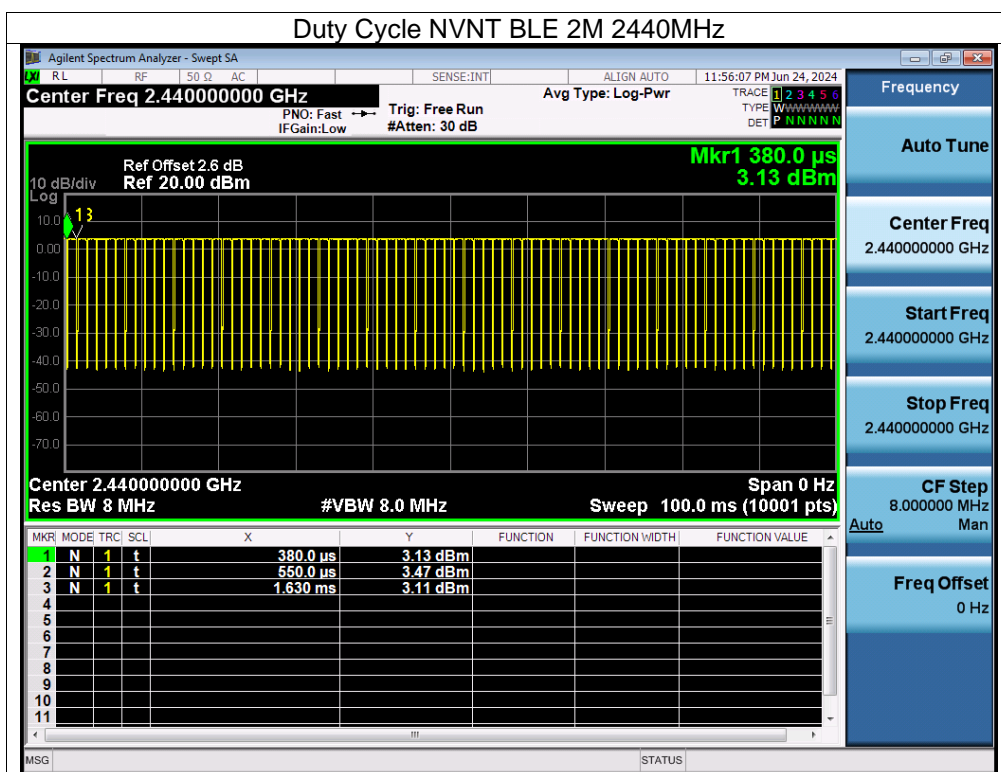 Duty Cycle NVNT BLE 2M 2440MHz
Agilent Spectrum Analyzer - Swept SA
LXI RL RF 50 Ω AC SENSE:INT ALIGN AUTO 11:56:07 PM Jun 24, 2024
Center Freq 2.440000000 GHz Avg Type: Log-Pwr TRACE 1 2 3 4 5 6
PNO: Fast Trig: Free Run TYPE WWWWWW
IFGain:Low #Atten: 30 dB DET P N N N N N
Mkr1 380.0 µs
3.13 dBm
Ref Offset 2.6 dB
10 dB/div Ref 20.00 dBm
Log
10.0
0.00
-10.0
-20.0
-30.0
-40.0
-50.0
-60.0
-70.0
1 3
Center 2.440000000 GHz Span 0 Hz
Res BW 8 MHz #VBW 8.0 MHz Sweep 100.0 ms (10001 pts)
MKR MODE TRC SCL X Y FUNCTION FUNCTION WIDTH FUNCTION VALUE
1 N 1 t 380.0 µs 3.13 dBm
2 N 1 t 550.0 µs 3.47 dBm
3 N 1 t 1.630 ms 3.11 dBm
4
5
6
7
8
9
10
11
MSG STATUS
Frequency
Auto Tune
Center Freq
2.440000000 GHz
Start Freq
2.440000000 GHz
Stop Freq
2.440000000 GHz
CF Step
8.000000 MHz
Auto Man
Freq Offset
0 Hz